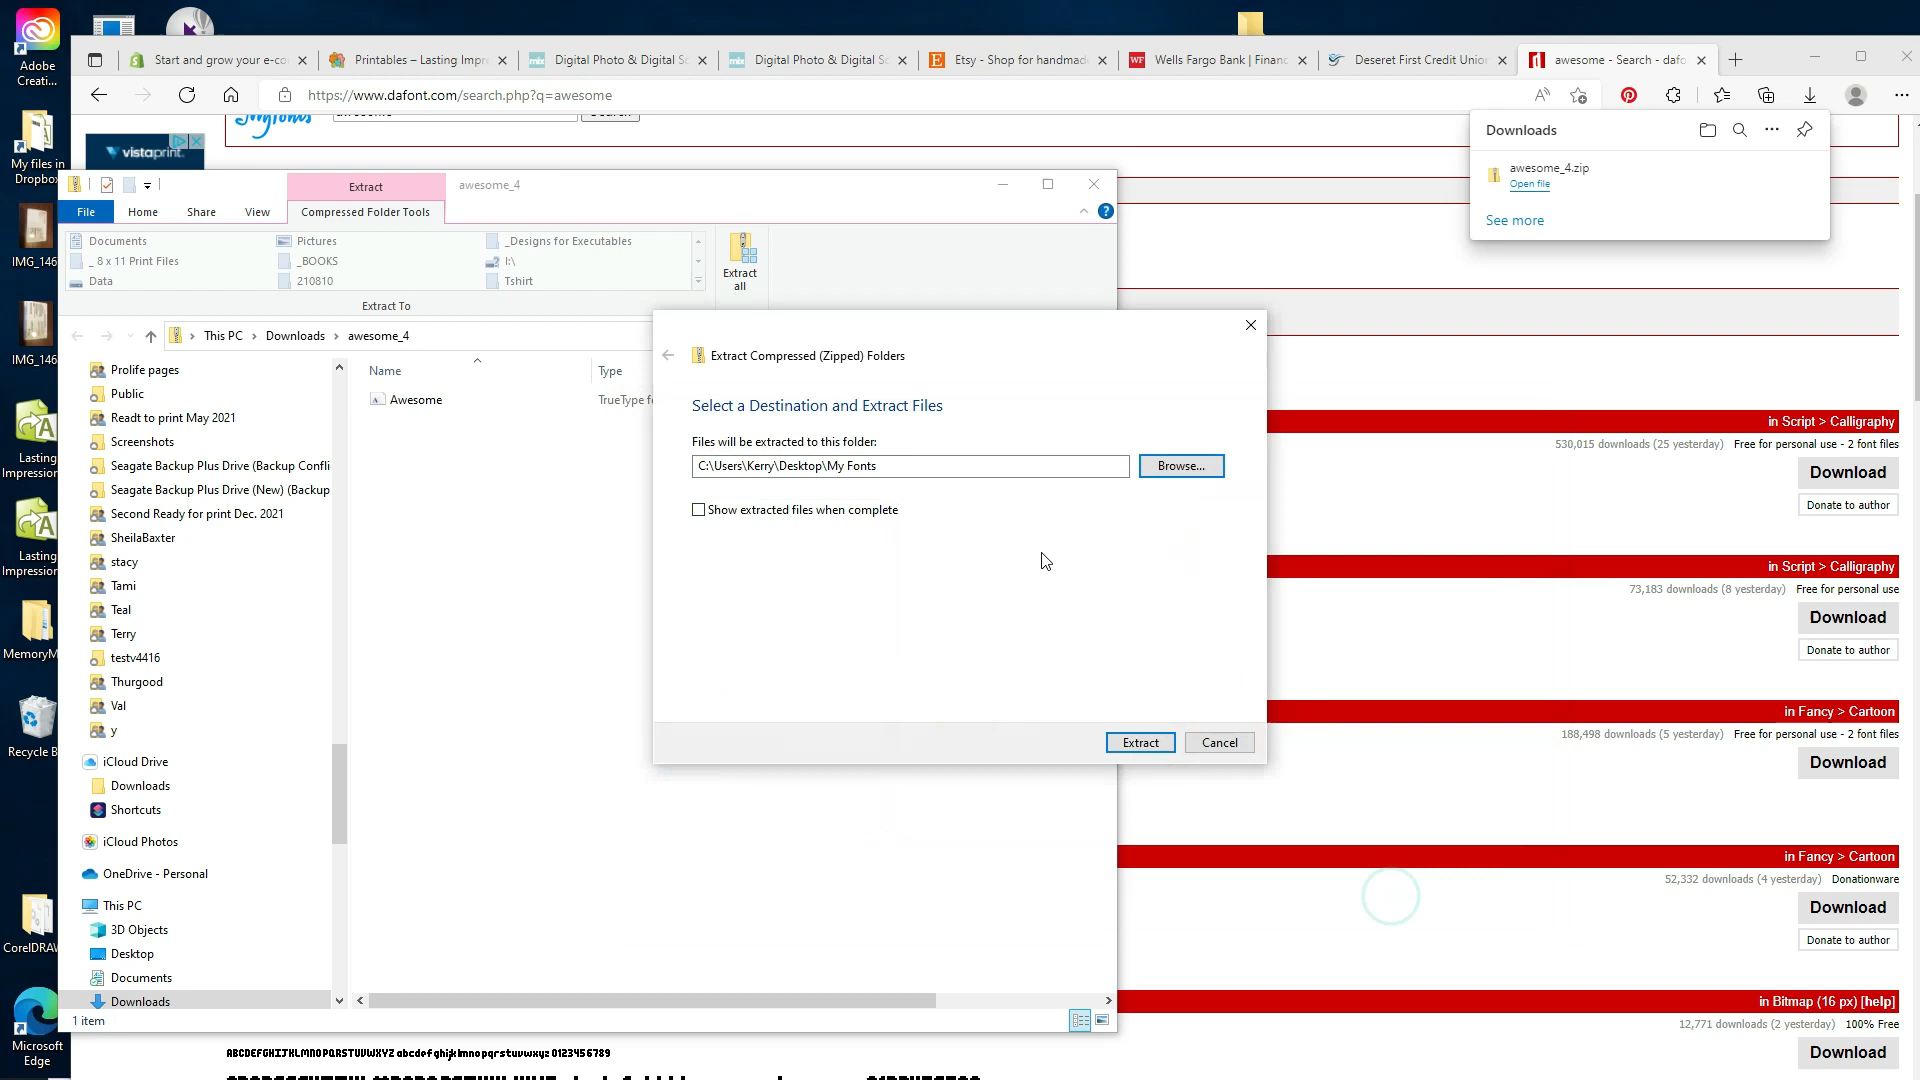 Adobe
Creati...
My files in
Dropbox
IMG_146
IMG_146
Lasting
Impression
Lasting
Impression
MemoryM
Recycle B
CorelDRAW
Microsoft
Edge
Start and grow your e-co
Printables – Lasting Impr
Digital Photo & Digital Sc
Digital Photo & Digital Sc
Etsy - Shop for handmad
WF
Wells Fargo Bank | Financ
Deseret First Credit Union
awesome - Search - dafo
https://www.dafont.com/search.php?q=awesome
Downloads
awesome_4.zip
Open file
See more
vistaprint.
Extract
awesome_4
File
Home
Share
View
Compressed Folder Tools
Documents
Pictures
_Designs for Executables
_ 8 x 11 Print Files
_BOOKS
I:\
Data
210810
Tshirt
Extract To
Extract
all
This PC > Downloads > awesome_4
Name
Type
Awesome
TrueType fo
Prolife pages
Public
Readt to print May 2021
Screenshots
Seagate Backup Plus Drive (Backup Confli
Seagate Backup Plus Drive (New) (Backup
Second Ready for print Dec. 2021
SheilaBaxter
stacy
Tami
Teal
Terry
testv4416
Thurgood
Val
y
iCloud Drive
Downloads
Shortcuts
iCloud Photos
OneDrive - Personal
This PC
3D Objects
Desktop
Documents
Downloads
1 item
Extract Compressed (Zipped) Folders
Select a Destination and Extract Files
Files will be extracted to this folder:
C:\Users\Kerry\Desktop\My Fonts
Browse...
Show extracted files when complete
Extract
Cancel
in Script > Calligraphy
530,015 downloads (25 yesterday) Free for personal use - 2 font files
Download
Donate to author
in Script > Calligraphy
73,183 downloads (8 yesterday) Free for personal use
Download
Donate to author
in Fancy > Cartoon
188,498 downloads (5 yesterday) Free for personal use - 2 font files
Download
in Fancy > Cartoon
52,332 downloads (4 yesterday) Donationware
Download
Donate to author
in Bitmap (16 px) [help]
12,771 downloads (2 yesterday) 100% Free
Download
ABCDEFGHIJKLMNOPQRSTUVWXYZ abcdefghijklmnopqrstuvwxyz 0123456789